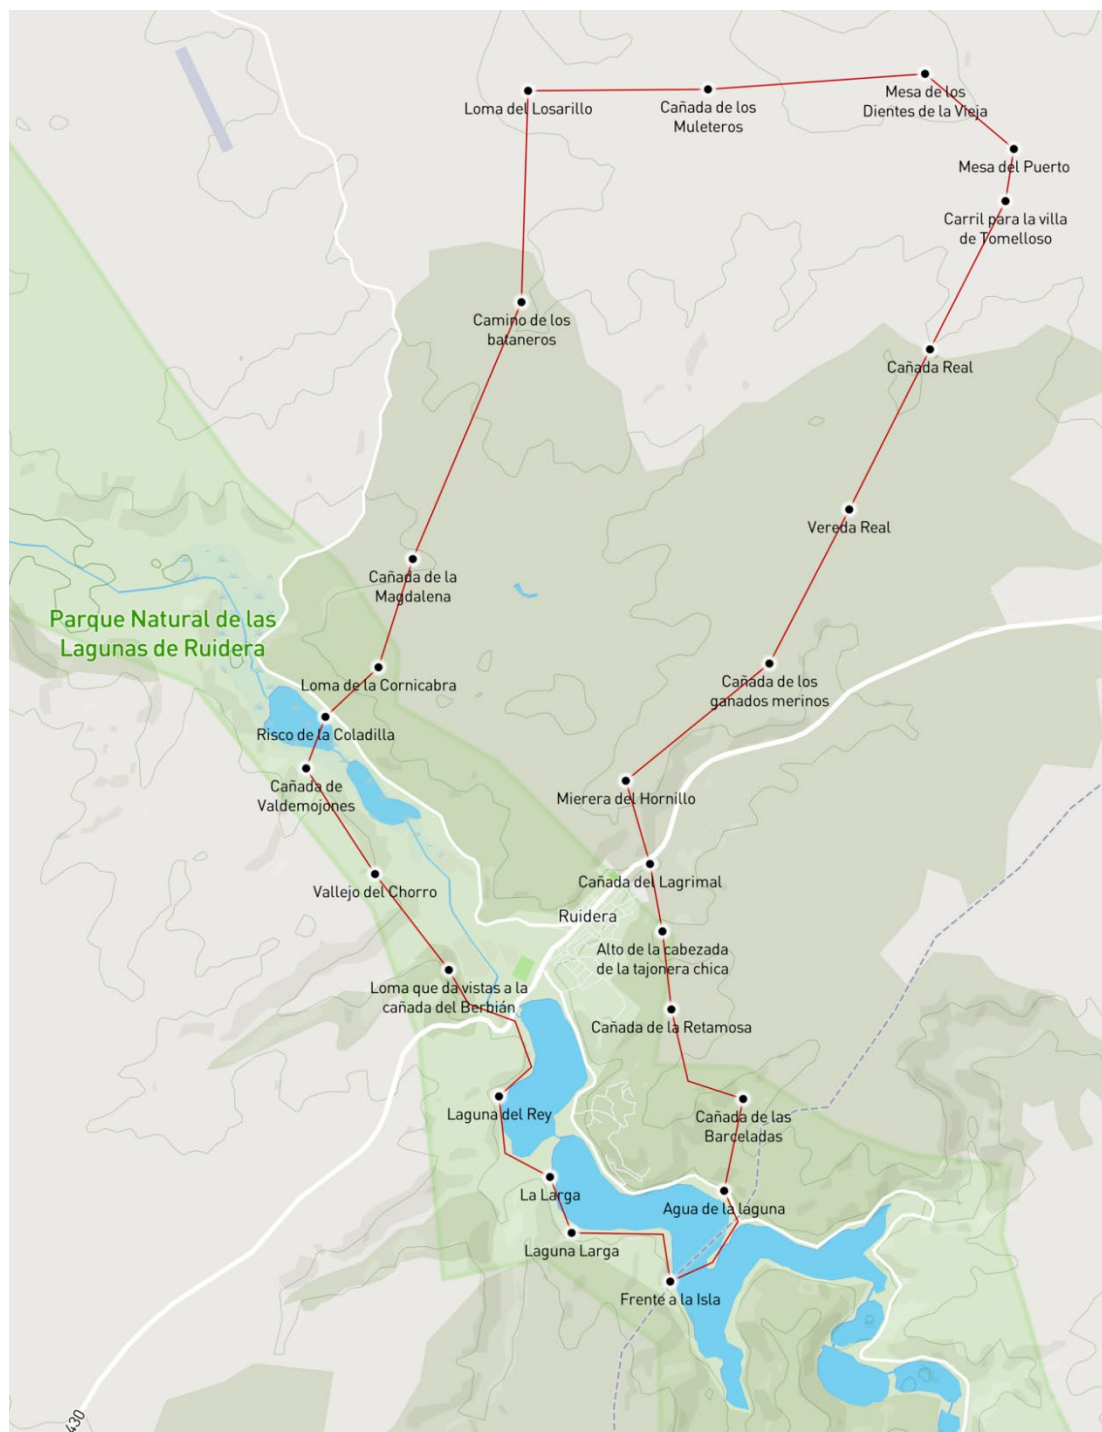 Mesa de los
Dientes de la Vieja
Loma del Losarillo
Cañada de los
Muleteros
Mesa del Puerto
Carril para la villa
de Tomelloso
Camino de los
bataneros
Cañada Real
Vereda Real
Cañada de la
Magdalena
Parque Natural de las
Lagunas de Ruidera
Loma de la Cornicabra
Cañada de los
ganados merinos
Risco de la Coladilla
Cañada de
Valdemojones
Mierera del Hornillo
Vallejo del Chorro
Cañada del Lagrimal
Ruidera
Alto de la cabezada
de la tajonera chica
Loma que da vistas a la
cañada del Berbián
Cañada de la Retamosa
Laguna del Rey
Cañada de las
Barceladas
La Larga
Agua de la laguna
Laguna Larga
Frente a la Isla
430